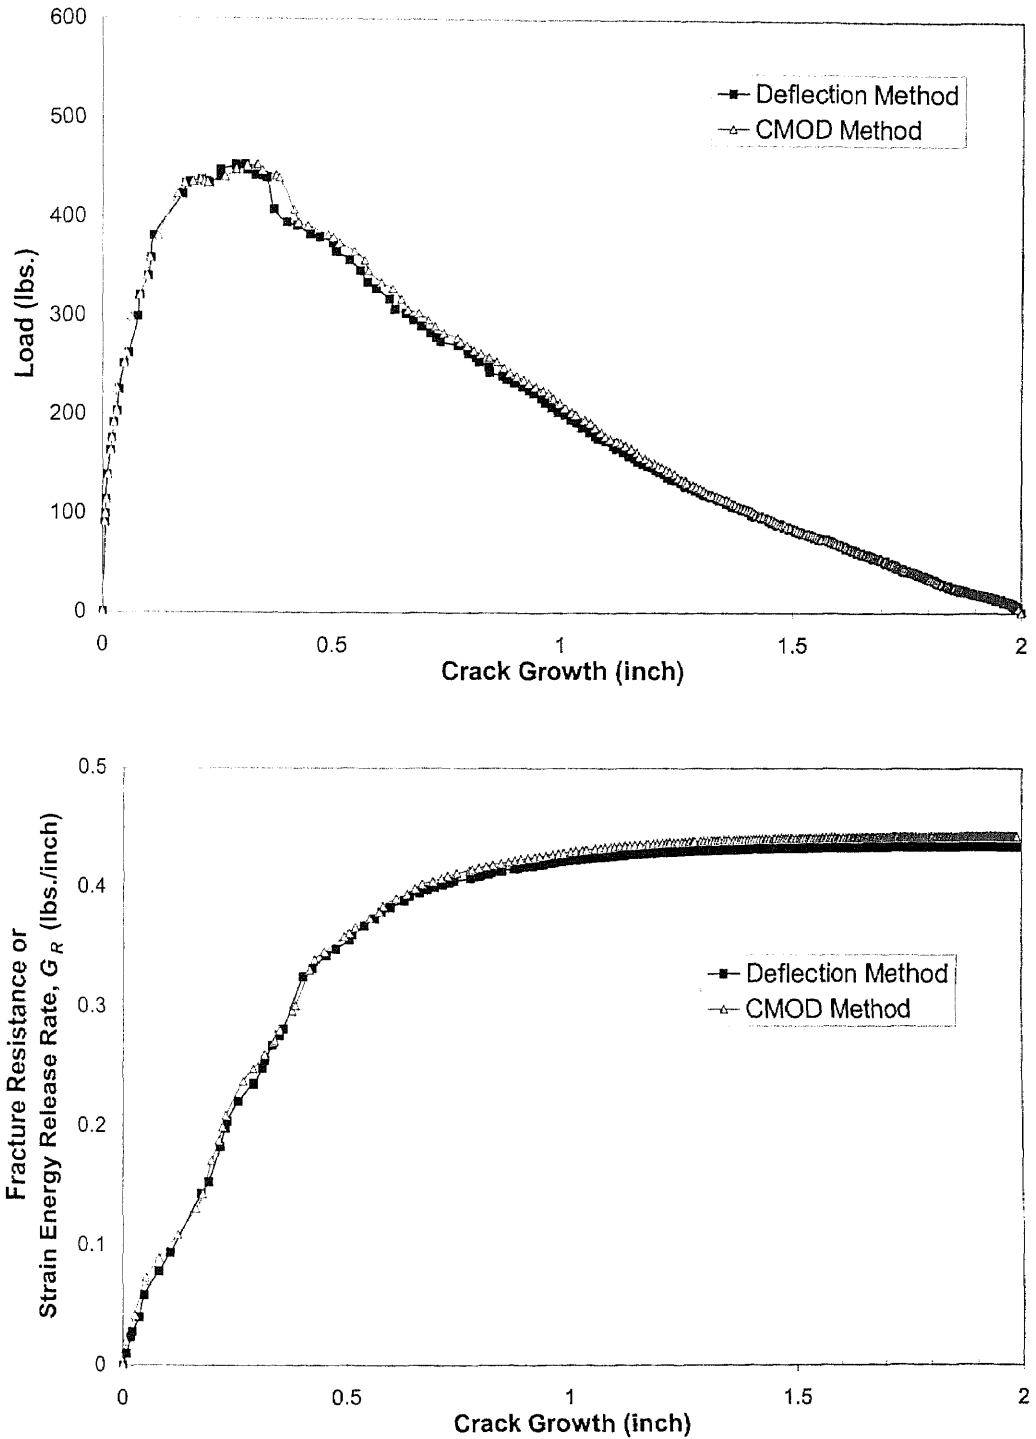 600
500
400
300
200
100
0
Load (lbs.)
Deflection Method
CMOD Method
0 0.5 1 1.5 2
Crack Growth (inch)
0.5
0.4
0.3
0.2
0.1
0
Fracture Resistance or
Strain Energy Release Rate, G R (lbs./inch)
Deflection Method
CMOD Method
0 0.5 1 1.5 2
Crack Growth (inch)